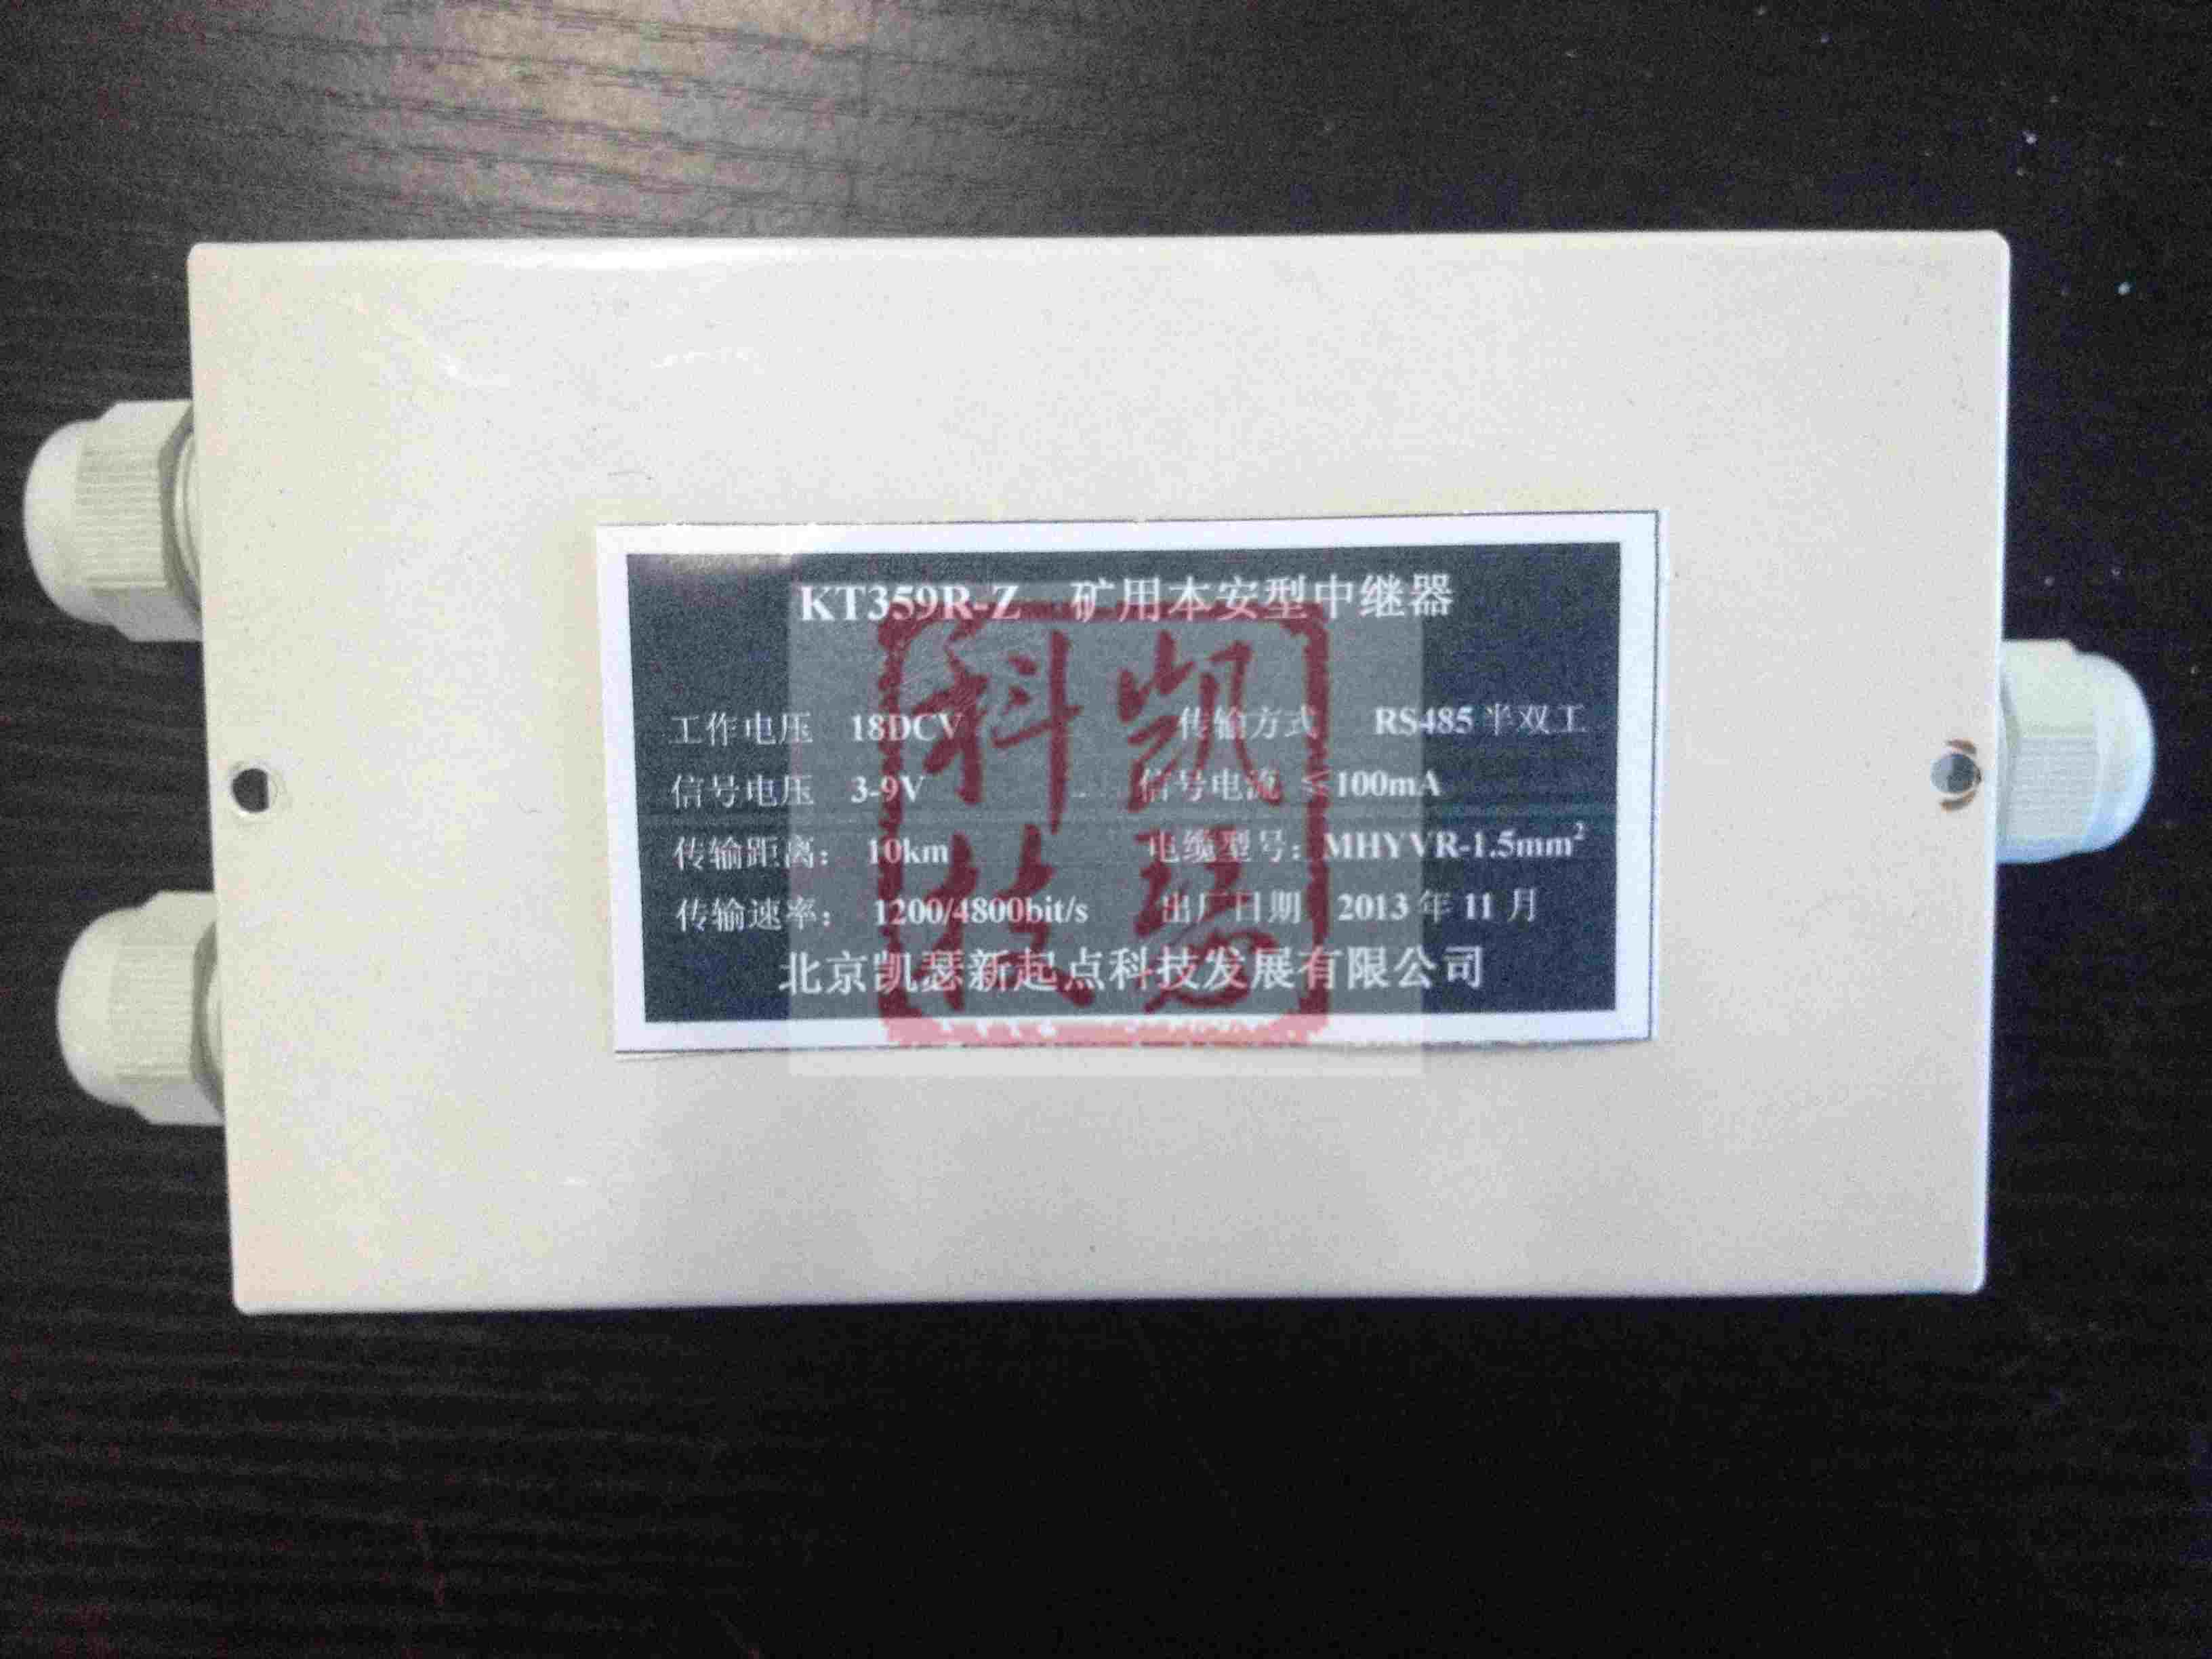 KT359R-Z 矿用本安型中继器
工作电压 18DCV 传输方式 RS485 半双工
信号电压 3-9V 信号电流 ≤100mA
传输距离： 10km 电缆型号：MHYVR-1.5mm²
传输速率： 1200/4800bit/s 出厂日期 2013 年 11 月
北京凯瑟新起点科技发展有限公司
凯瑟
科技